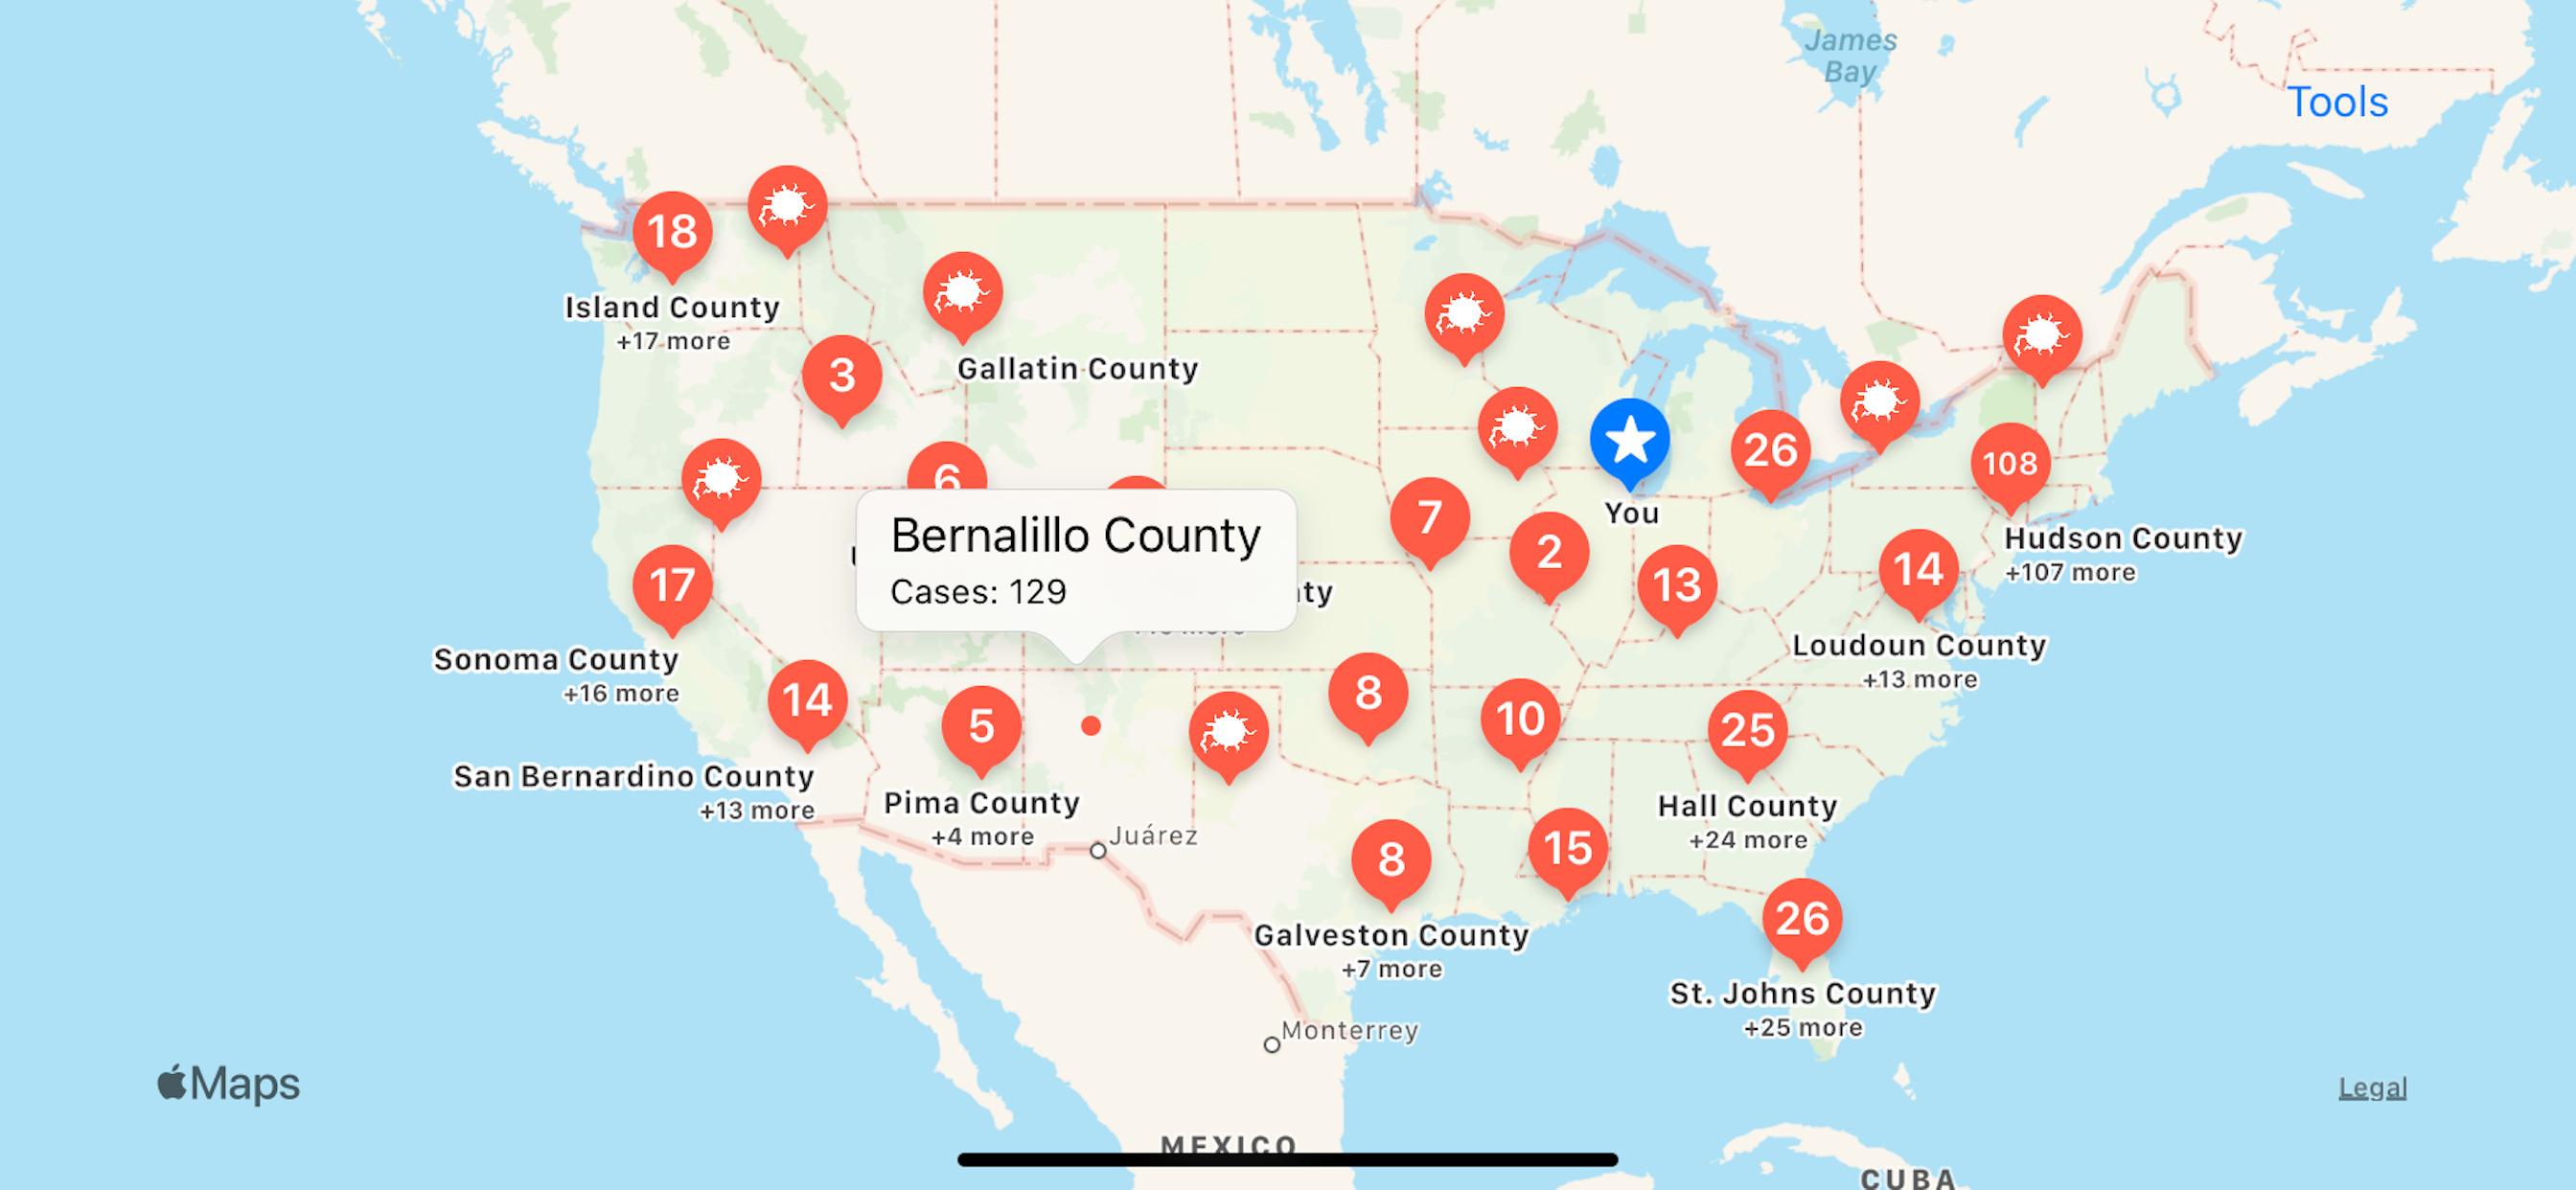 James
Bay
Tools
18
Island County
+17 more
Gallatin County
3
6
26
108
Hudson County
+107 more
You
7
2
13
14
Loudoun County
+13 more
Bernalillo County
Cases: 129
17
Sonoma County
+16 more
14
San Bernardino County
+13 more
5
Pima County
+4 more
8
10
25
Hall County
+24 more
Juárez
8
Galveston County
+7 more
15
26
St. Johns County
+25 more
Monterrey
Maps
Legal
MEXICO
CUBA